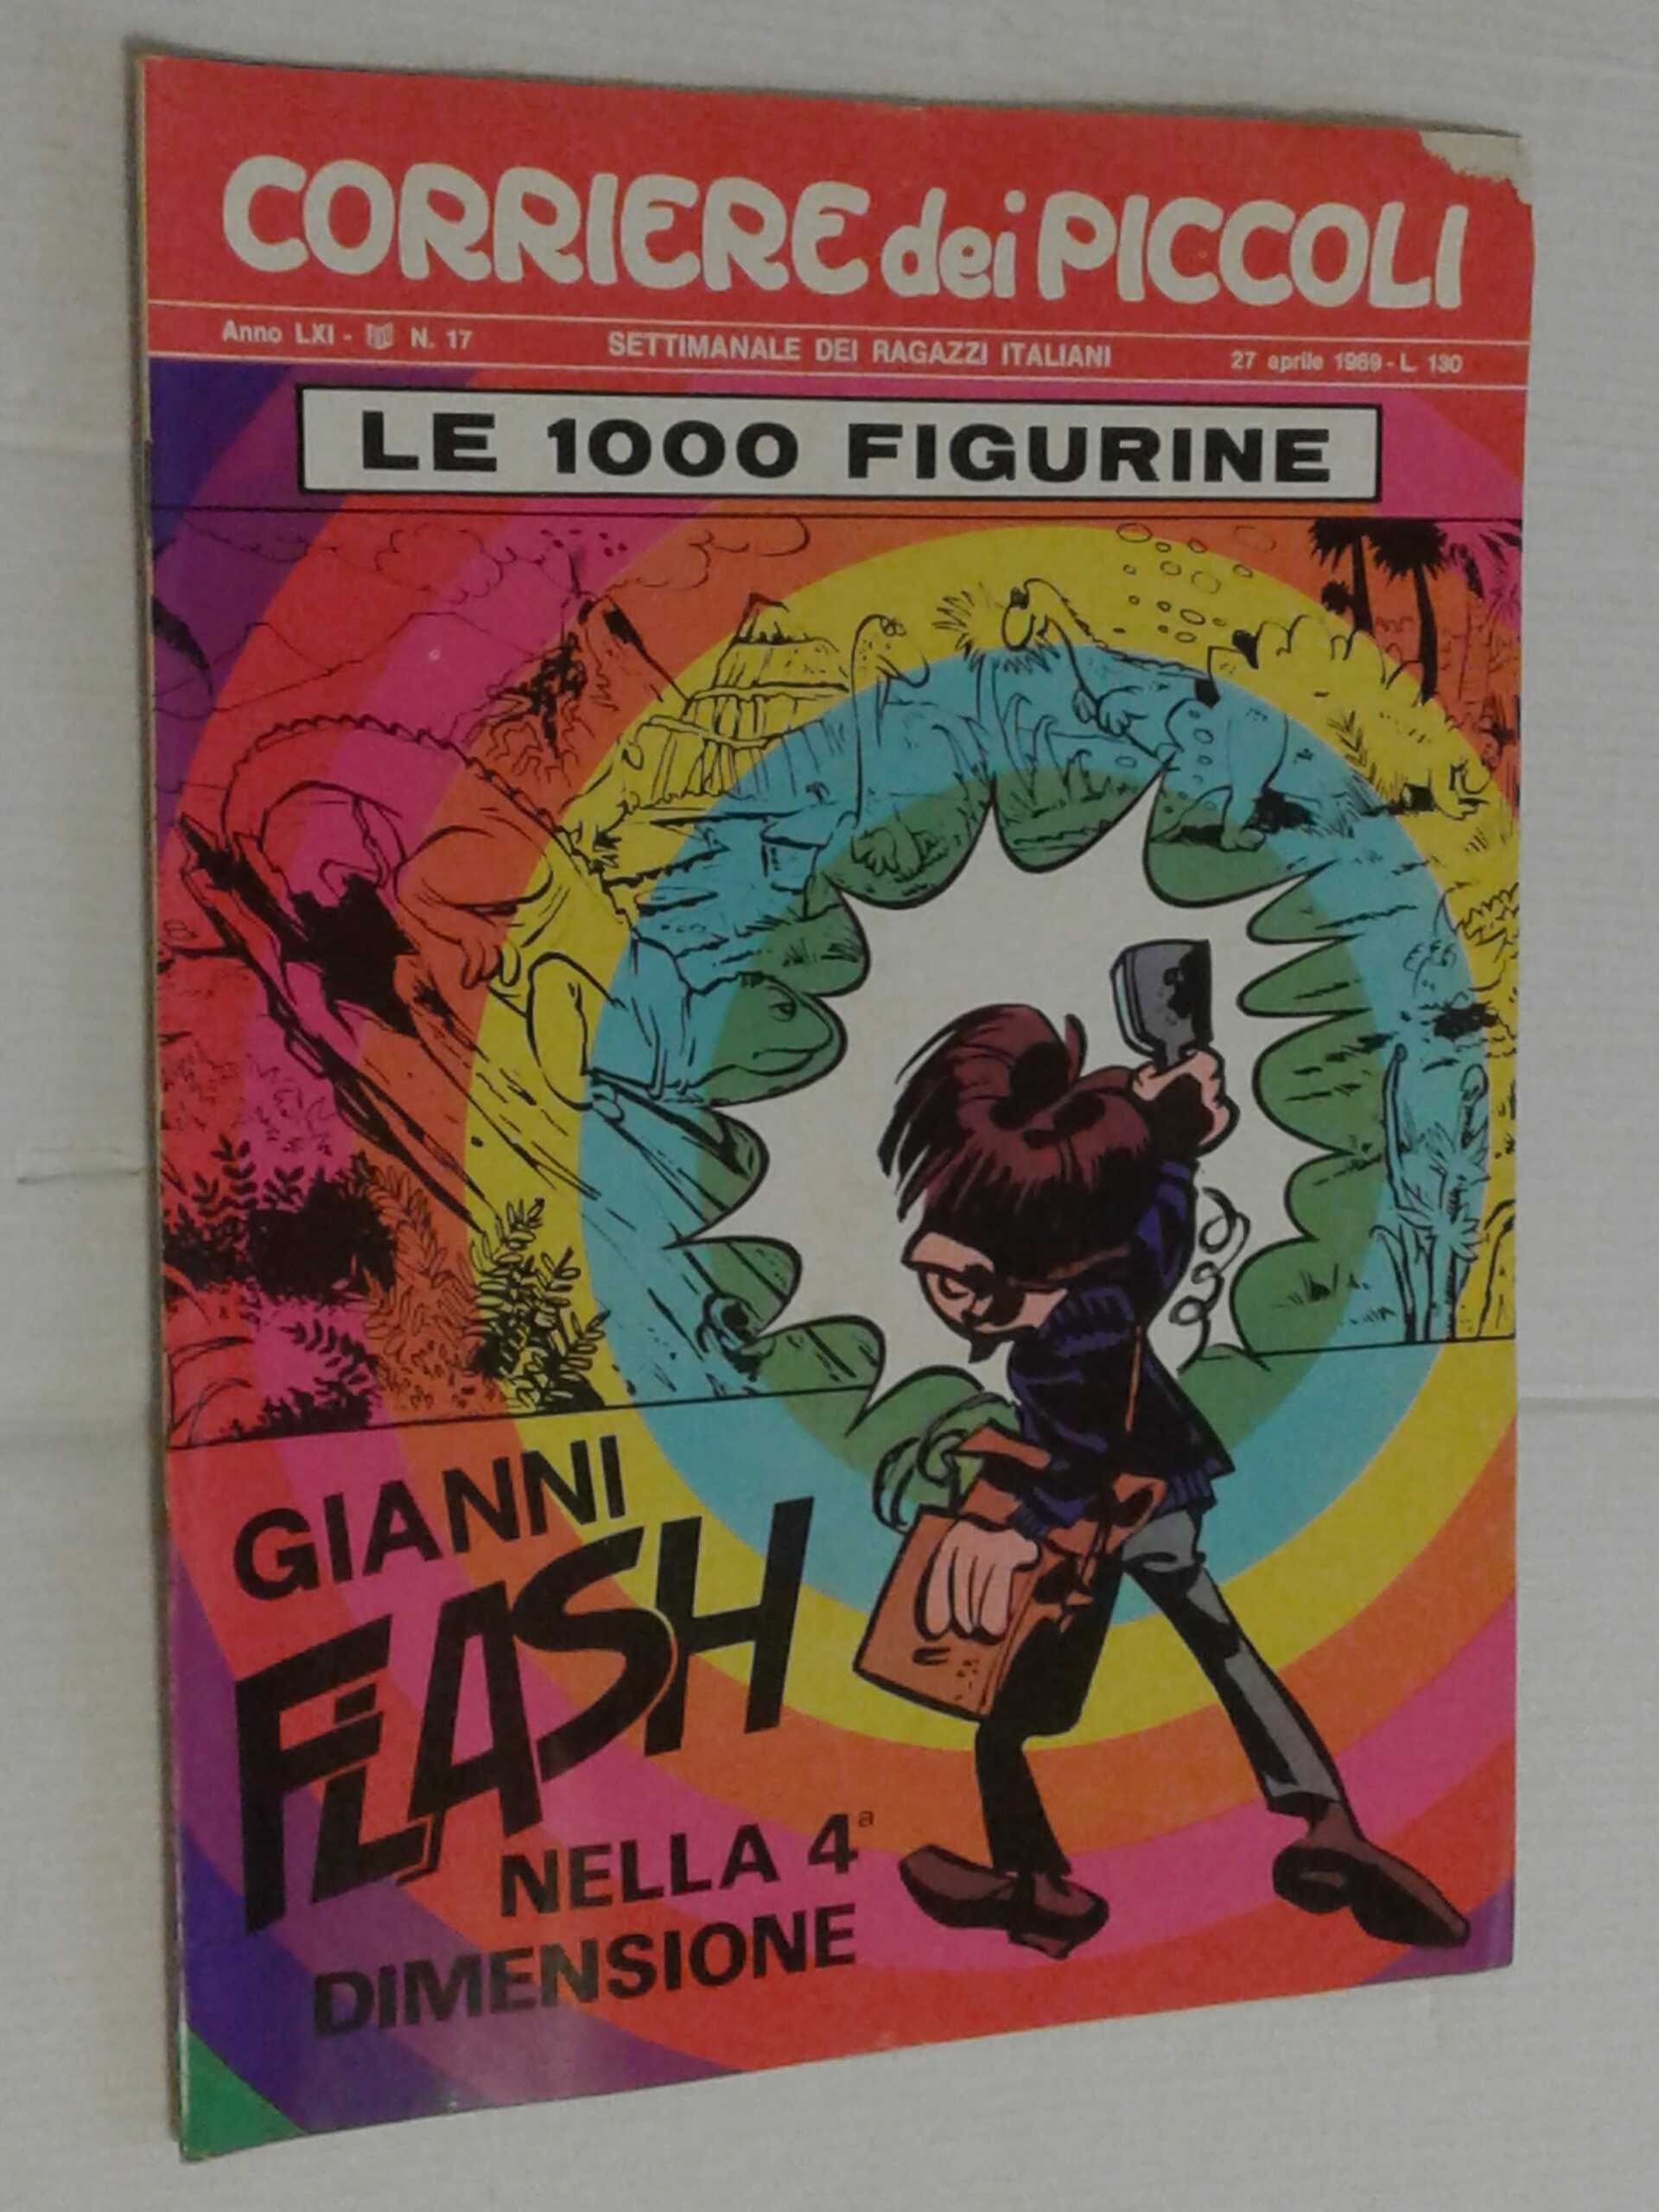 CORRIERE dei PICCOLI
Anno LXI - N. 17 SETTIMANALE DEI RAGAZZI ITALIANI 27 aprile 1969 - L. 130
LE 1000 FIGURINE
GIANNI
FLASH
NELLA 4ª
DIMENSIONE